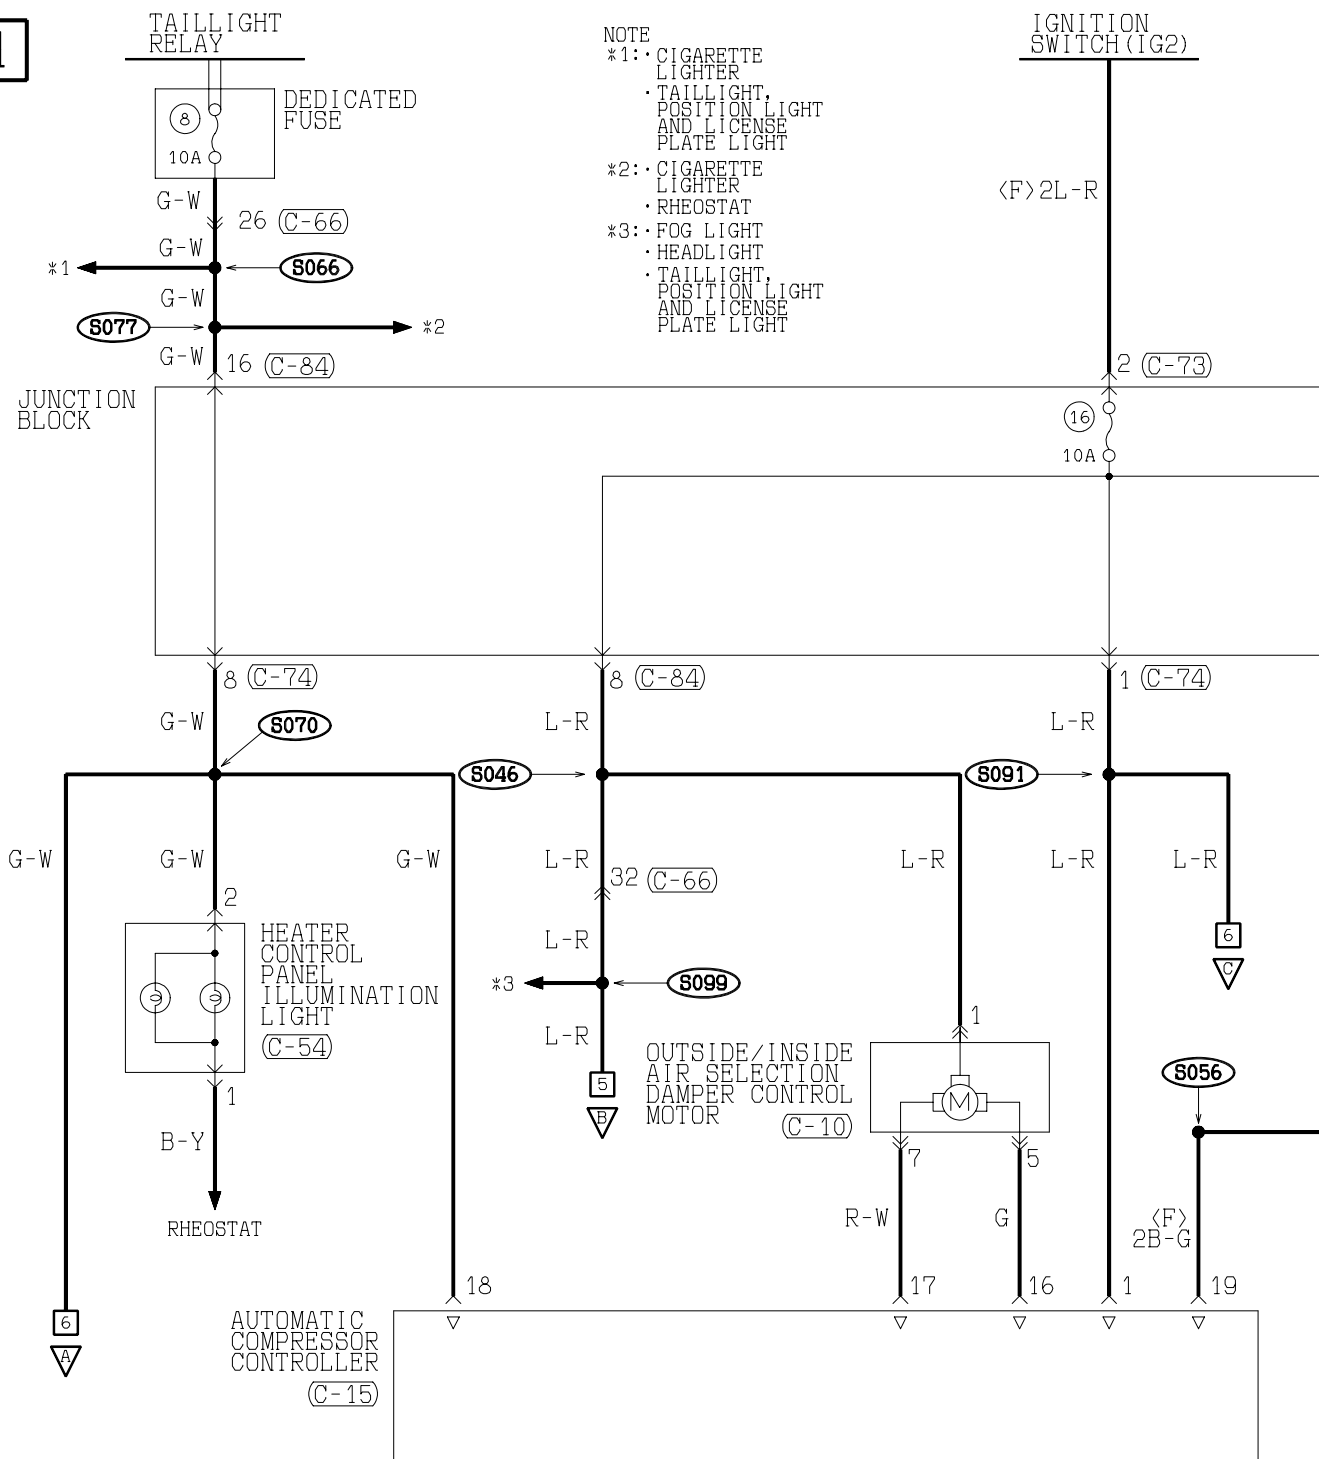 1
TAILLIGHT
RELAY
IGNITION
SWITCH(IG2)
DEDICATED
FUSE
8
10A
NOTE
*1:・CIGARETTE
LIGHTER
・TAILLIGHT,
POSITION LIGHT
AND LICENSE
PLATE LIGHT
*2:・CIGARETTE
LIGHTER
・RHEOSTAT
*3:・FOG LIGHT
・HEADLIGHT
・TAILLIGHT,
POSITION LIGHT
AND LICENSE
PLATE LIGHT
G-W
26 (C-66)
<F>2L-R
G-W
*1
S066
G-W
S077
*2
G-W
16 (C-84)
2 (C-73)
JUNCTION
BLOCK
16
10A
8 (C-74)
8 (C-84)
1 (C-74)
G-W
S070
L-R
L-R
S046
S091
G-W
G-W
G-W
L-R
L-R
L-R
L-R
2
32 (C-66)
HEATER
CONTROL
PANEL
ILLUMINATION
LIGHT
(C-54)
L-R
6
C
*3
S099
1
L-R
1
OUTSIDE/INSIDE
AIR SELECTION
DAMPER CONTROL
MOTOR
(C-10)
M
5
B
S056
B-Y
7
5
RHEOSTAT
R-W
G
<F>
2B-G
18
17
16
1
19
6
A
AUTOMATIC
COMPRESSOR
CONTROLLER
(C-15)